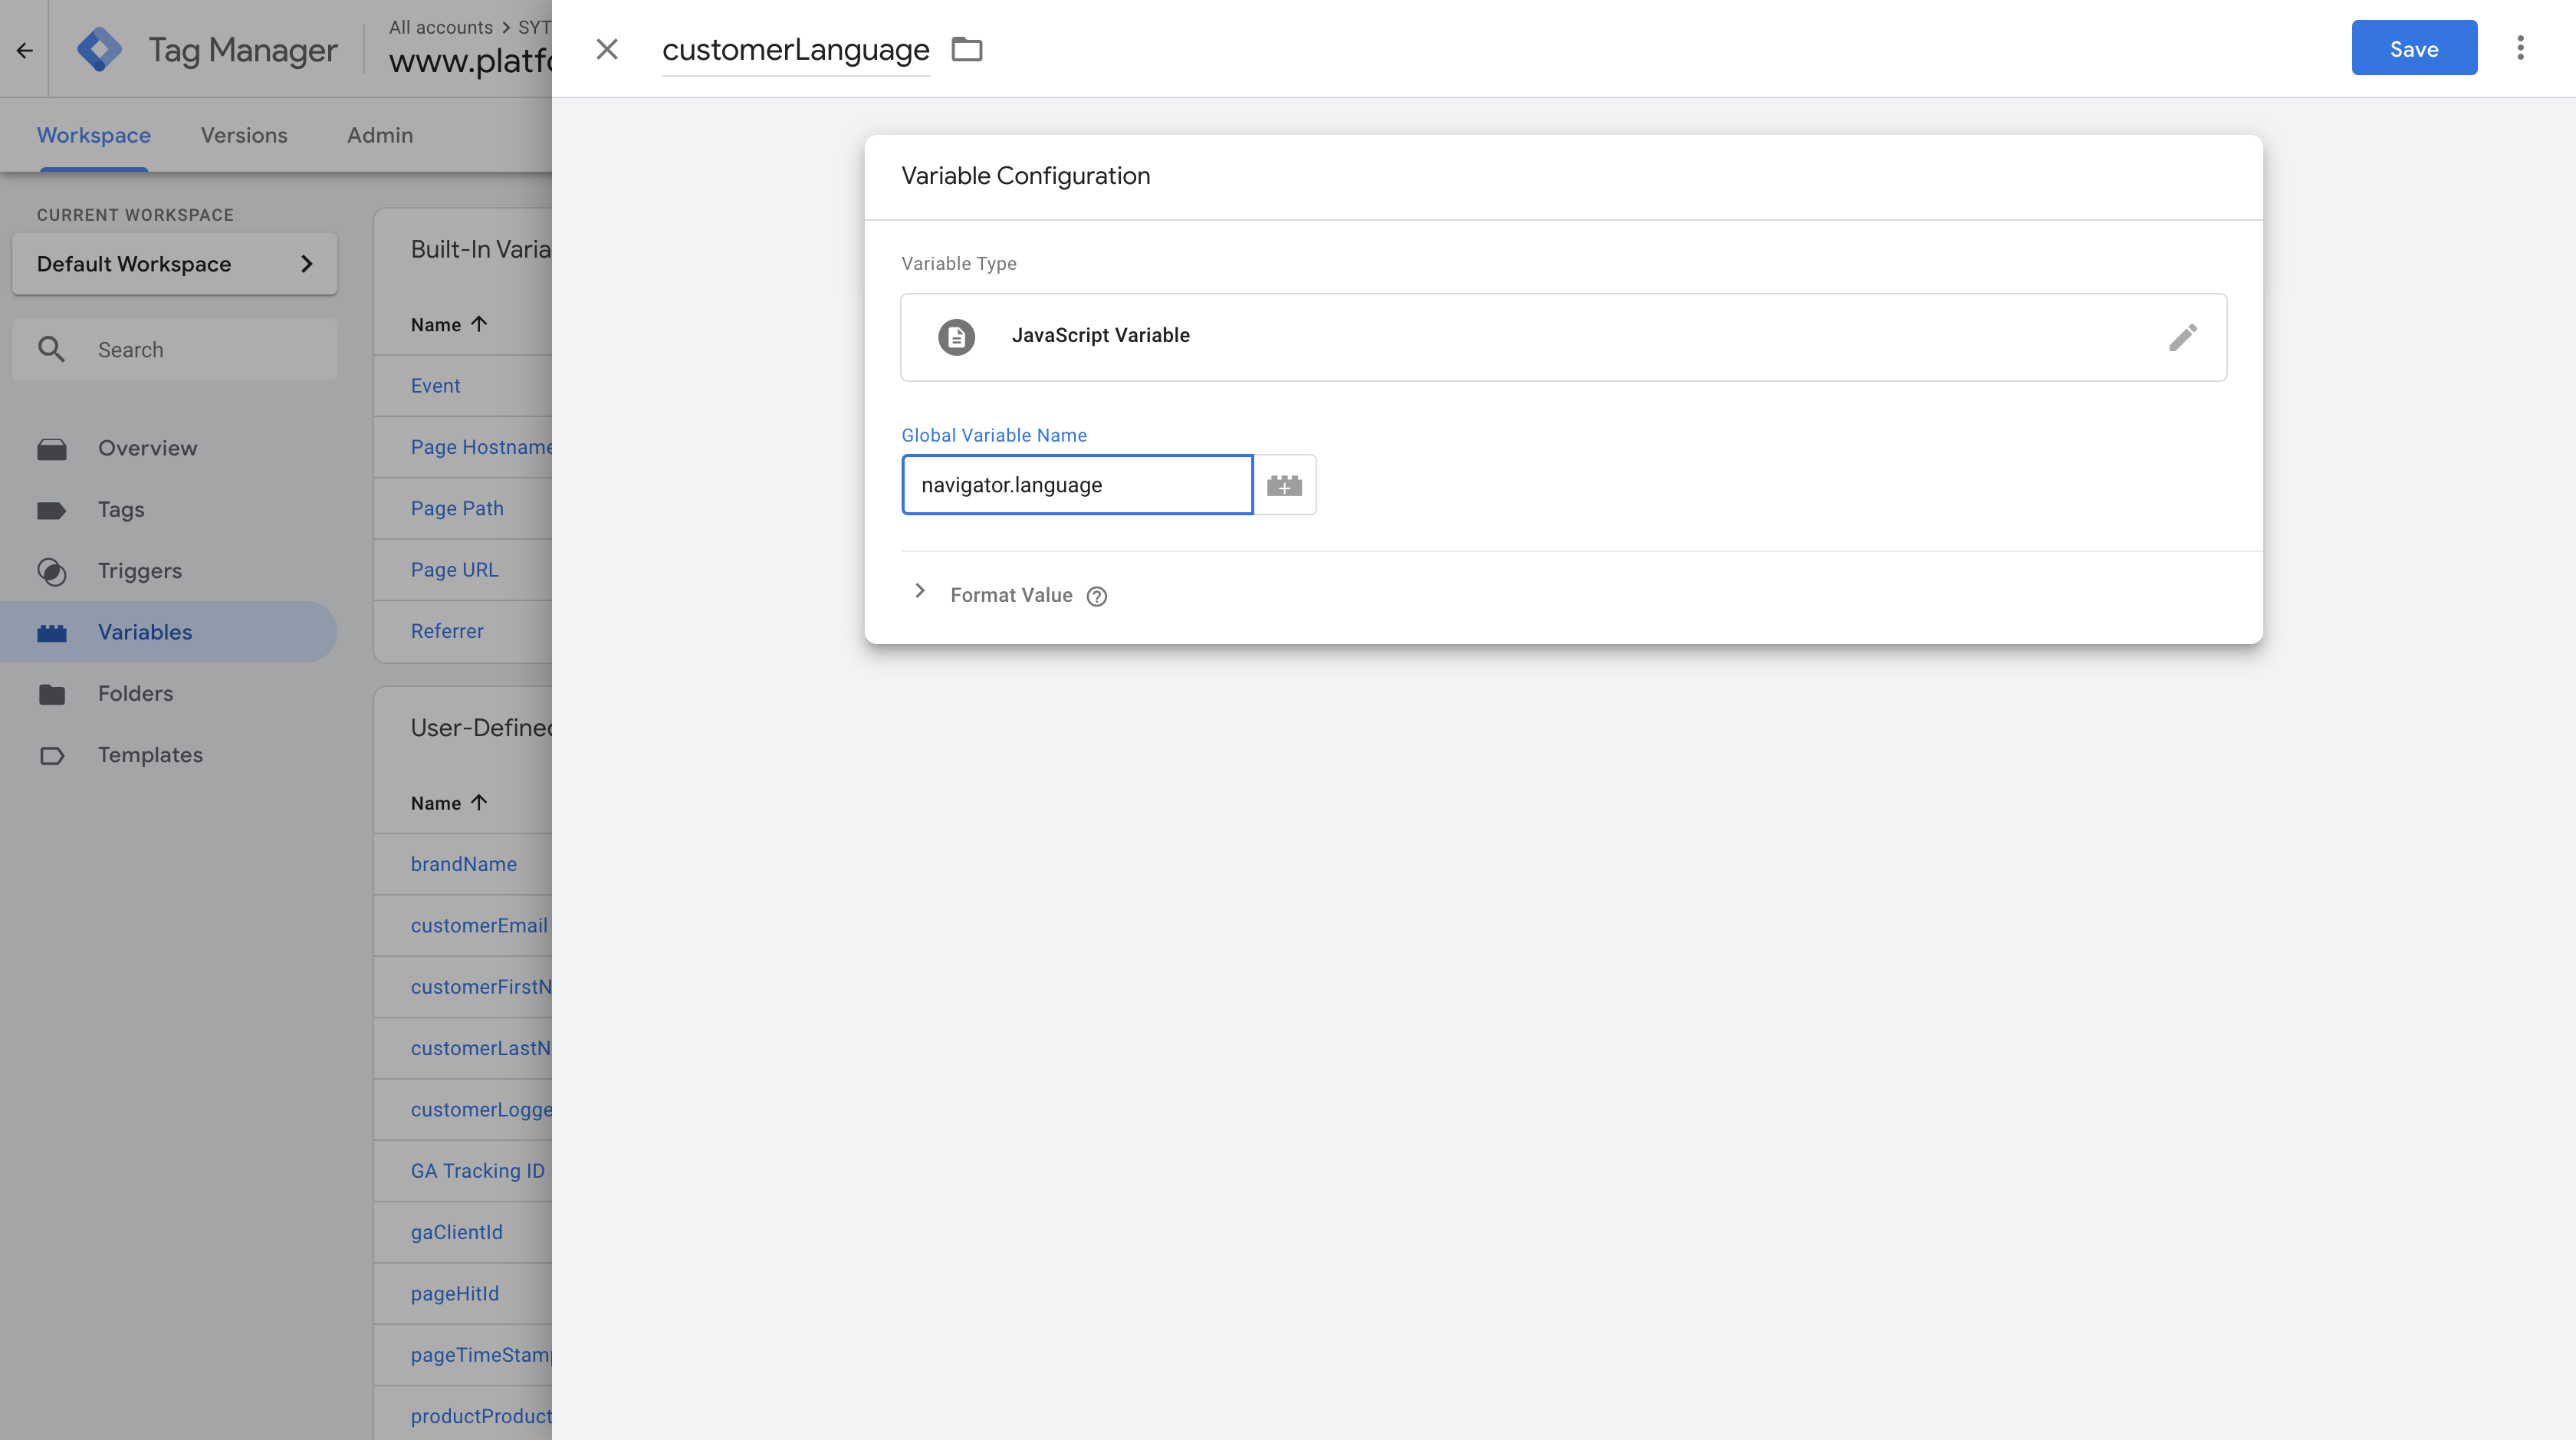 Tag Manager
All accounts > SYT
www.platfo
customerLanguage
Save
Workspace
Versions
Admin
CURRENT WORKSPACE
Default Workspace
Search
Overview
Tags
Triggers
Variables
Folders
Templates
Built-In Varia
Name
Event
Page Hostname
Page Path
Page URL
Referrer
User-Defined
Name
brandName
customerEmail
customerFirstN
customerLastN
customerLogge
GA Tracking ID
gaClientId
pageHitId
pageTimeStamp
productProduct
Variable Configuration
Variable Type
JavaScript Variable
Global Variable Name
navigator.language
Format Value